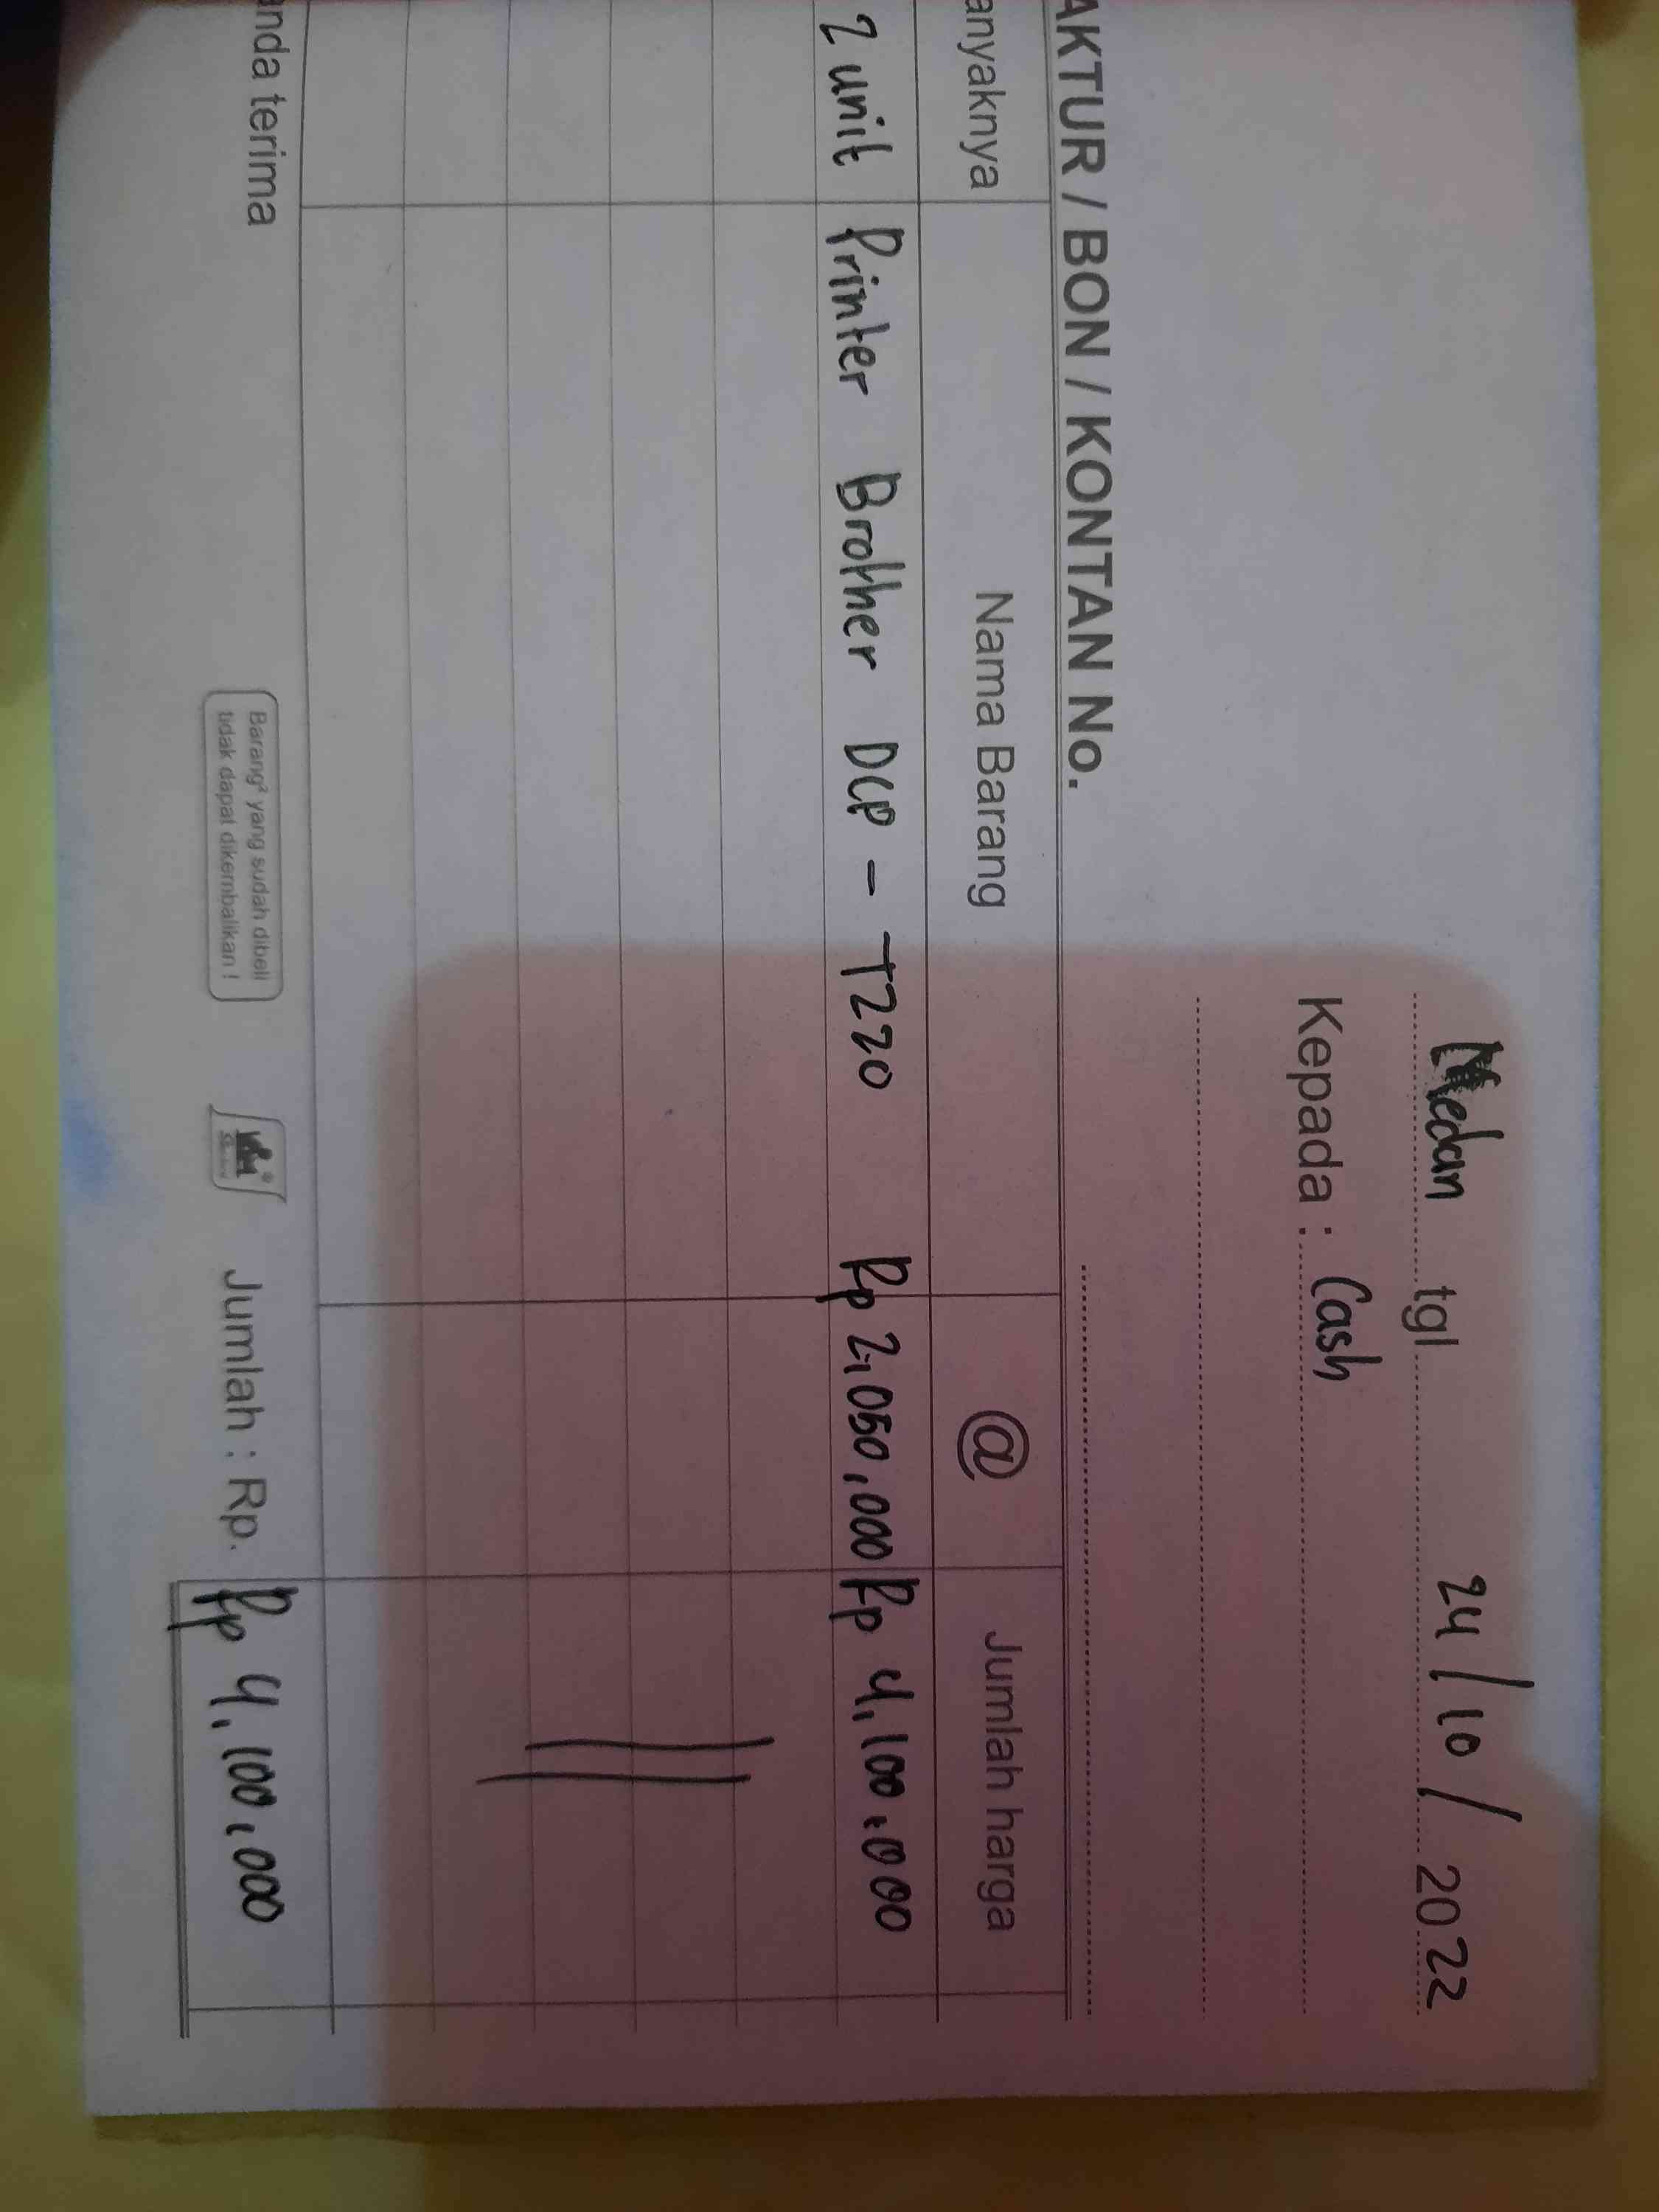 Medan tgl 24/10/2022
Kepada : Cash
AKTUR / BON / KONTAN No.
anyaknya Nama Barang @ Jumlah harga
2 unit Printer Brother DCP - T220 Rp 2.050.000 Rp 4.100.000
anda terima
Barang² yang sudah dibeli
tidak dapat dikembalikan !
Jumlah : Rp. Rp 4.100.000